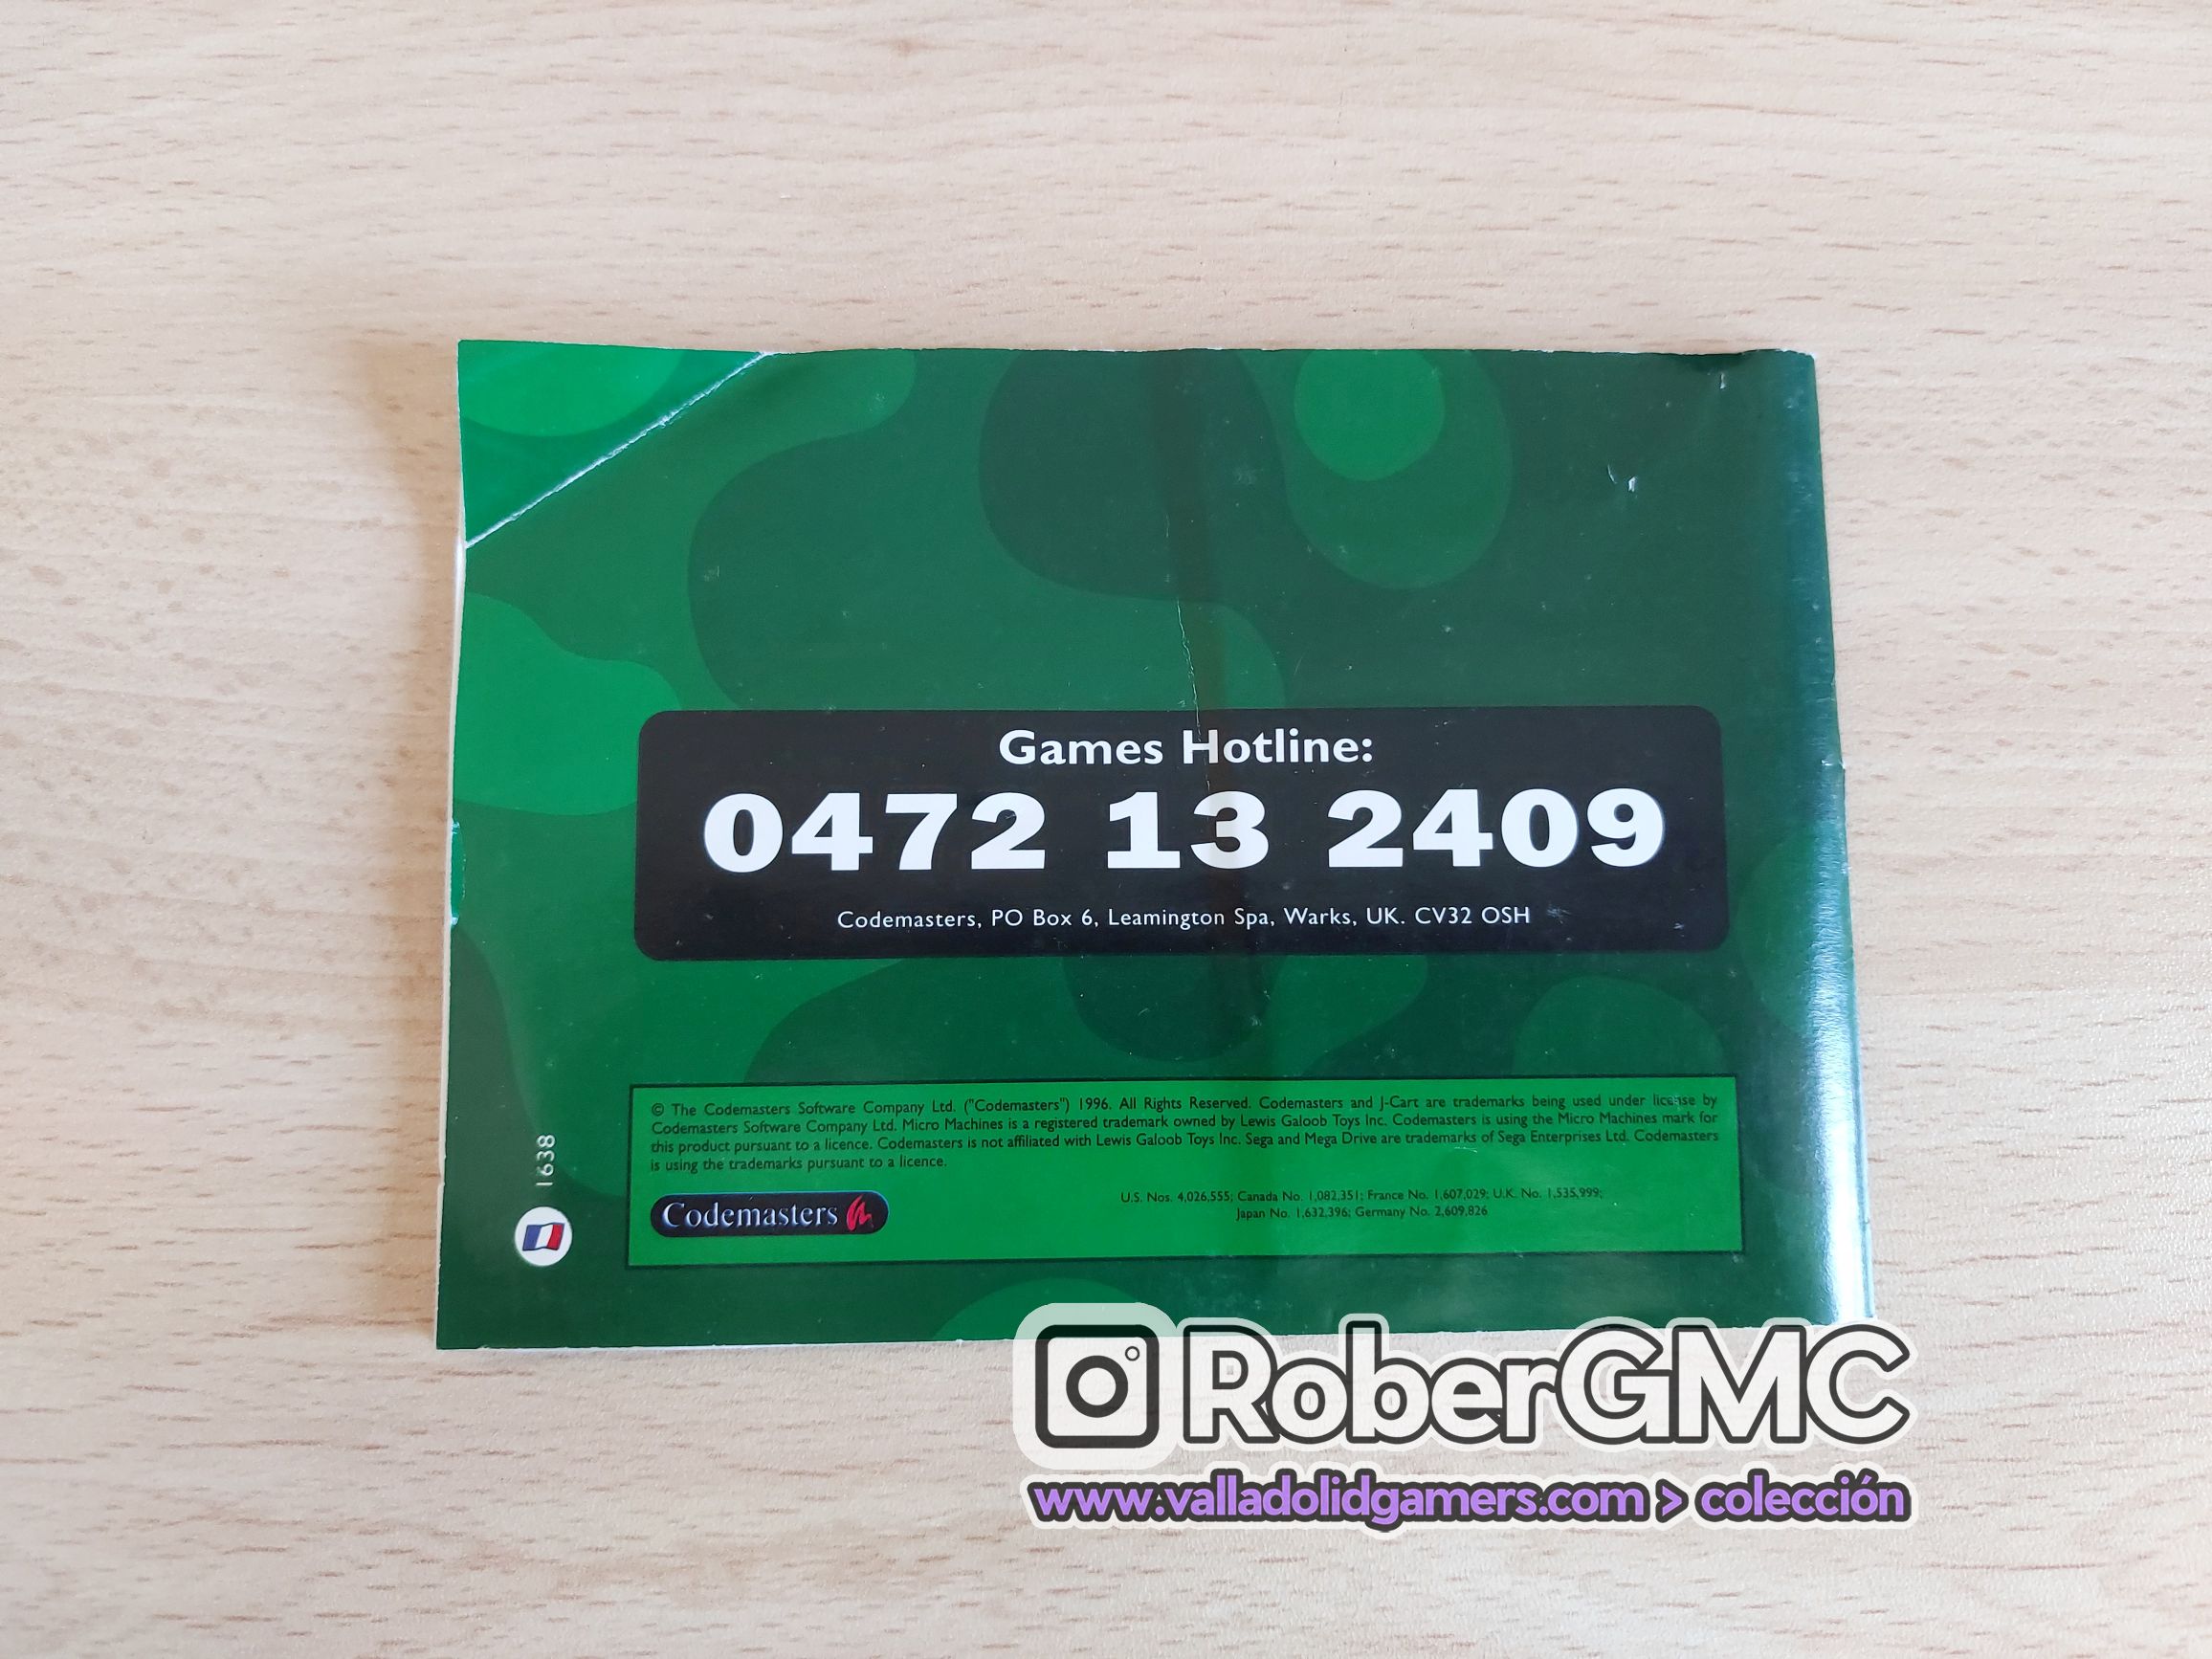 Games Hotline:
0472 13 2409
Codemasters, PO Box 6, Leamington Spa, Warks, UK. CV32 OSH
© The Codemasters Software Company Ltd. ("Codemasters") 1996. All Rights Reserved. Codemasters and J-Cart are trademarks being used under license by
Codemasters Software Company Ltd. Micro Machines is a registered trademark owned by Lewis Galoob Toys Inc. Codemasters is using the Micro Machines mark for
this product pursuant to a licence. Codemasters is not affiliated with Lewis Galoob Toys Inc. Sega and Mega Drive are trademarks of Sega Enterprises Ltd. Codemasters
is using the trademarks pursuant to a licence.
1638
Codemasters
U.S. Nos. 4,026,555; Canada No. 1,082,351; France No. 1,607,029; U.K. No. 1,535,999;
Japan No. 1,632,396; Germany No. 2,609,826
RoberGMC
www.valladolidgamers.com > colección